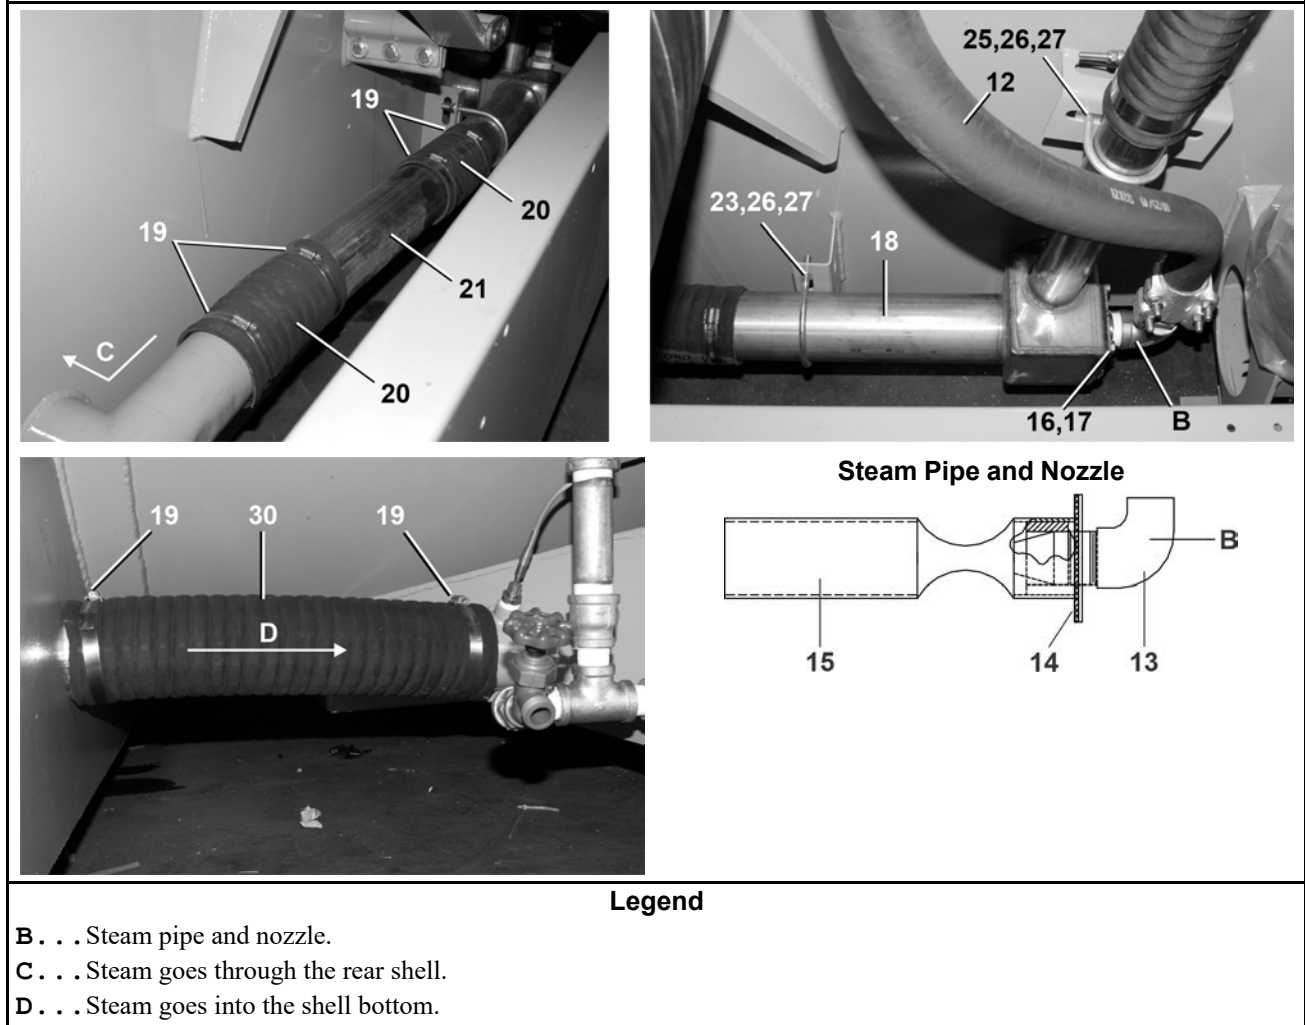 19
20
19
21
C
20
25,26,27
12
23,26,27
18
16,17
B
19
30
19
D
Steam Pipe and Nozzle
B
15
14
13
Legend
B...Steam pipe and nozzle.
C...Steam goes through the rear shell.
D...Steam goes into the shell bottom.